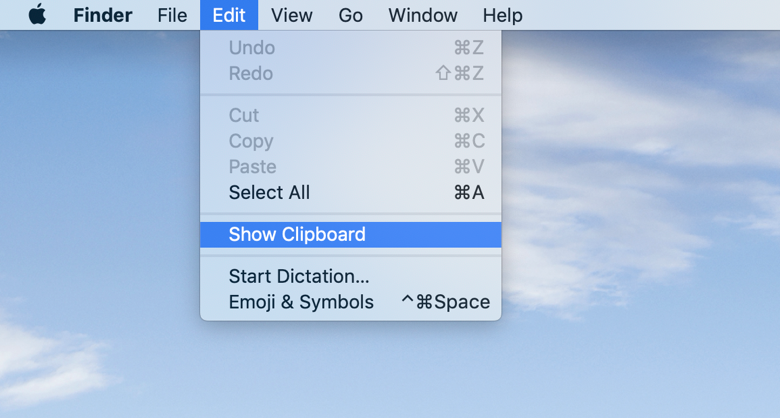 Finder File Edit View Go Window Help
Undo ⌘Z
Redo ⇧⌘Z
Cut ⌘X
Copy ⌘C
Paste ⌘V
Select All ⌘A
Show Clipboard
Start Dictation...
Emoji & Symbols ^⌘Space